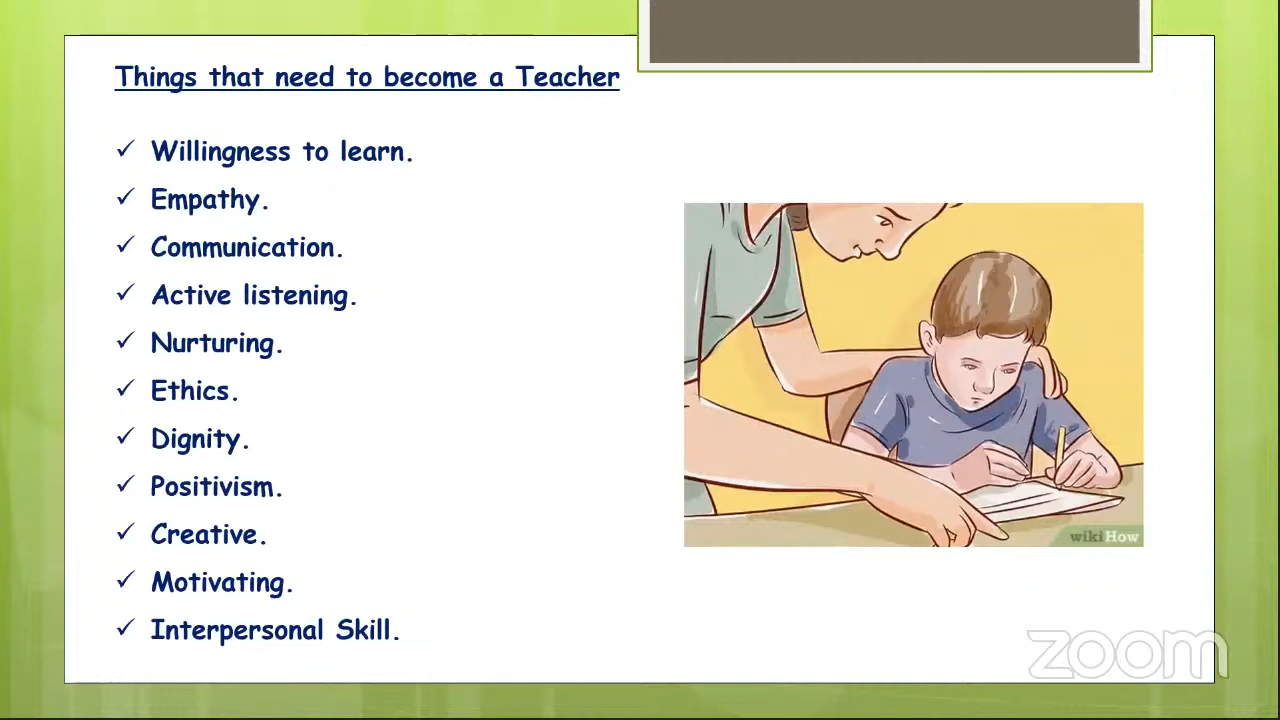 Things that need to become a Teacher
✓ Willingness to learn.
✓ Empathy.
✓ Communication.
✓ Active listening.
✓ Nurturing.
✓ Ethics.
✓ Dignity.
✓ Positivism.
✓ Creative.
✓ Motivating.
✓ Interpersonal Skill.
wikiHow
zoom